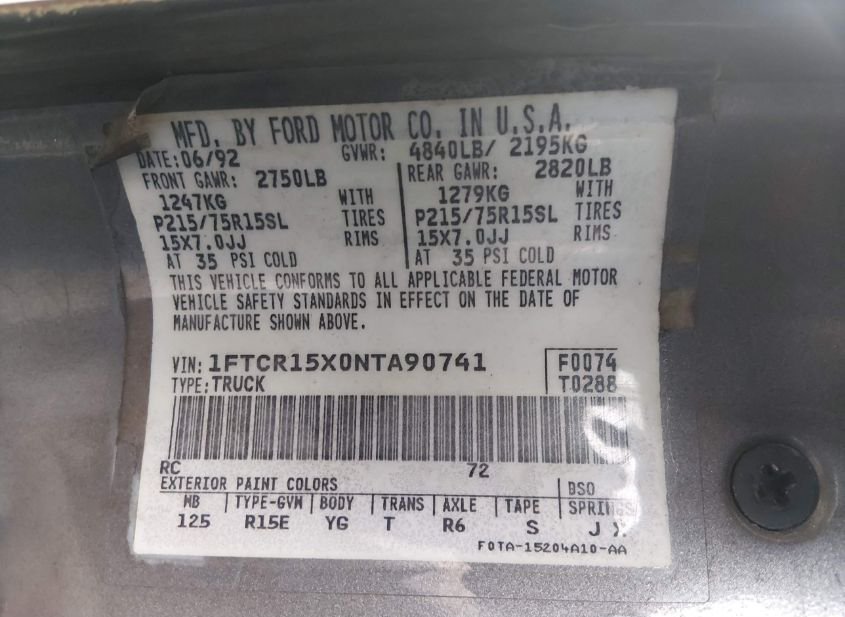 MFD. BY FORD MOTOR CO. IN U.S.A.
DATE: 06/92 GVWR: 4840LB/ 2195KG
FRONT GAWR: 2750LB REAR GAWR: 2820LB
1247KG WITH 1279KG WITH
P215/75R15SL TIRES P215/75R15SL TIRES
15X7.0JJ RIMS 15X7.0JJ RIMS
AT 35 PSI COLD AT 35 PSI COLD
THIS VEHICLE CONFORMS TO ALL APPLICABLE FEDERAL MOTOR
VEHICLE SAFETY STANDARDS IN EFFECT ON THE DATE OF
MANUFACTURE SHOWN ABOVE.
VIN: 1FTCR15X0NTA90741 F0074
TYPE: TRUCK T0288
RC 72
EXTERIOR PAINT COLORS DSO
WB TYPE-GVW BODY TRANS AXLE TAPE SPRINGS
125 R15E YG T R6 S J X
F0TA-15204A10-AA